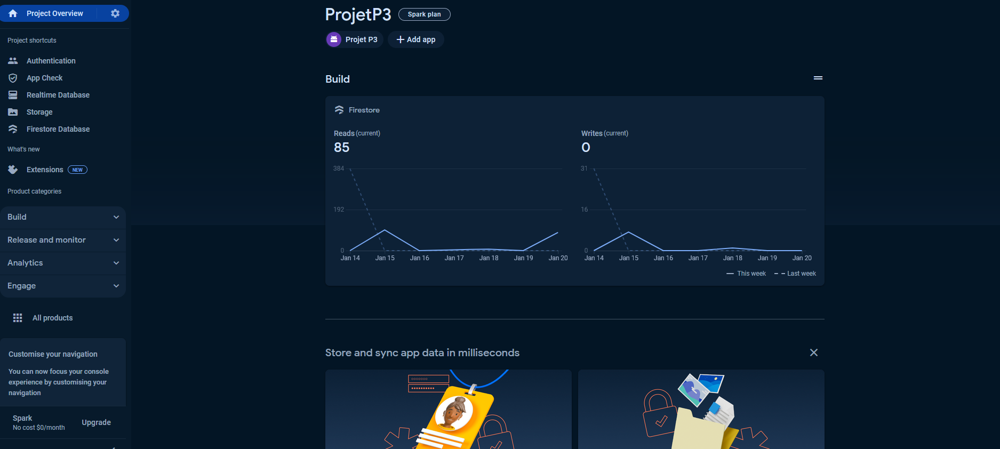 Project Overview
Project shortcuts
Authentication
App Check
Realtime Database
Storage
Firestore Database
What's new
Extensions NEW
Product categories
Build
Release and monitor
Analytics
Engage
All products
Customise your navigation
You can now focus your console
experience by customising your
navigation
Spark
No cost $0/month
Upgrade
ProjetP3 Spark plan
Projet P3 Add app
Build
Firestore
Reads (current)
85
384
192
0
Jan 14 Jan 15 Jan 16 Jan 17 Jan 18 Jan 19 Jan 20
Writes (current)
0
31
16
0
Jan 14 Jan 15 Jan 16 Jan 17 Jan 18 Jan 19 Jan 20
This week Last week
Store and sync app data in milliseconds